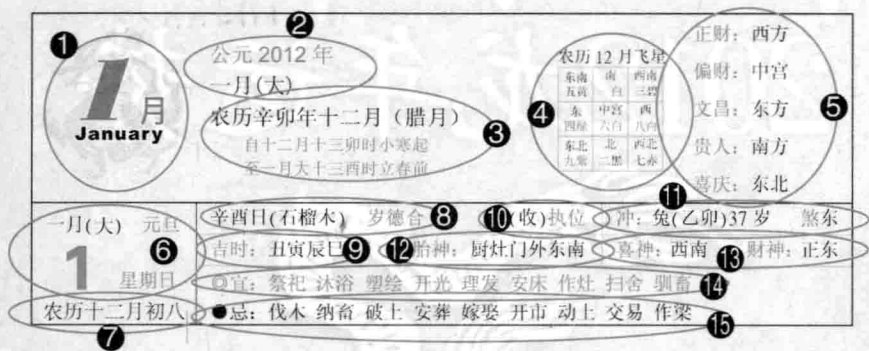 ❶
1月
January
❷
公元 2012 年
一月(大)
农历辛卯年十二月（腊月）
自十二月十三卯时小寒起
至一月大十三酉时立春前
❸
❹
农历 12 月飞星
东南 南 西南
五黄 一白 三碧
东 中宫 西
四绿 六白 八白
东北 北 西北
九紫 二黑 七赤
正财：西方
偏财：中宫
文昌：东方
贵人：南方
喜庆：东北
❺
一月(大) 元旦
1 ❻
星期日
农历十二月初八
❼
辛酉日(石榴木) 岁德合 ❽ ❿ (收)执位 ⓫ 冲：兔(乙卯)37 岁 煞东
吉时：丑寅辰巳 ❾ ⓬ 胎神：厨灶门外东南 喜神：西南 ⓭ 财神：正东
◎宜：祭祀 沐浴 塑绘 开光 理发 安床 作灶 扫舍 驯畜 ⓮
●忌：伐木 纳畜 破土 安葬 嫁娶 开市 动土 交易 作梁 ⓯